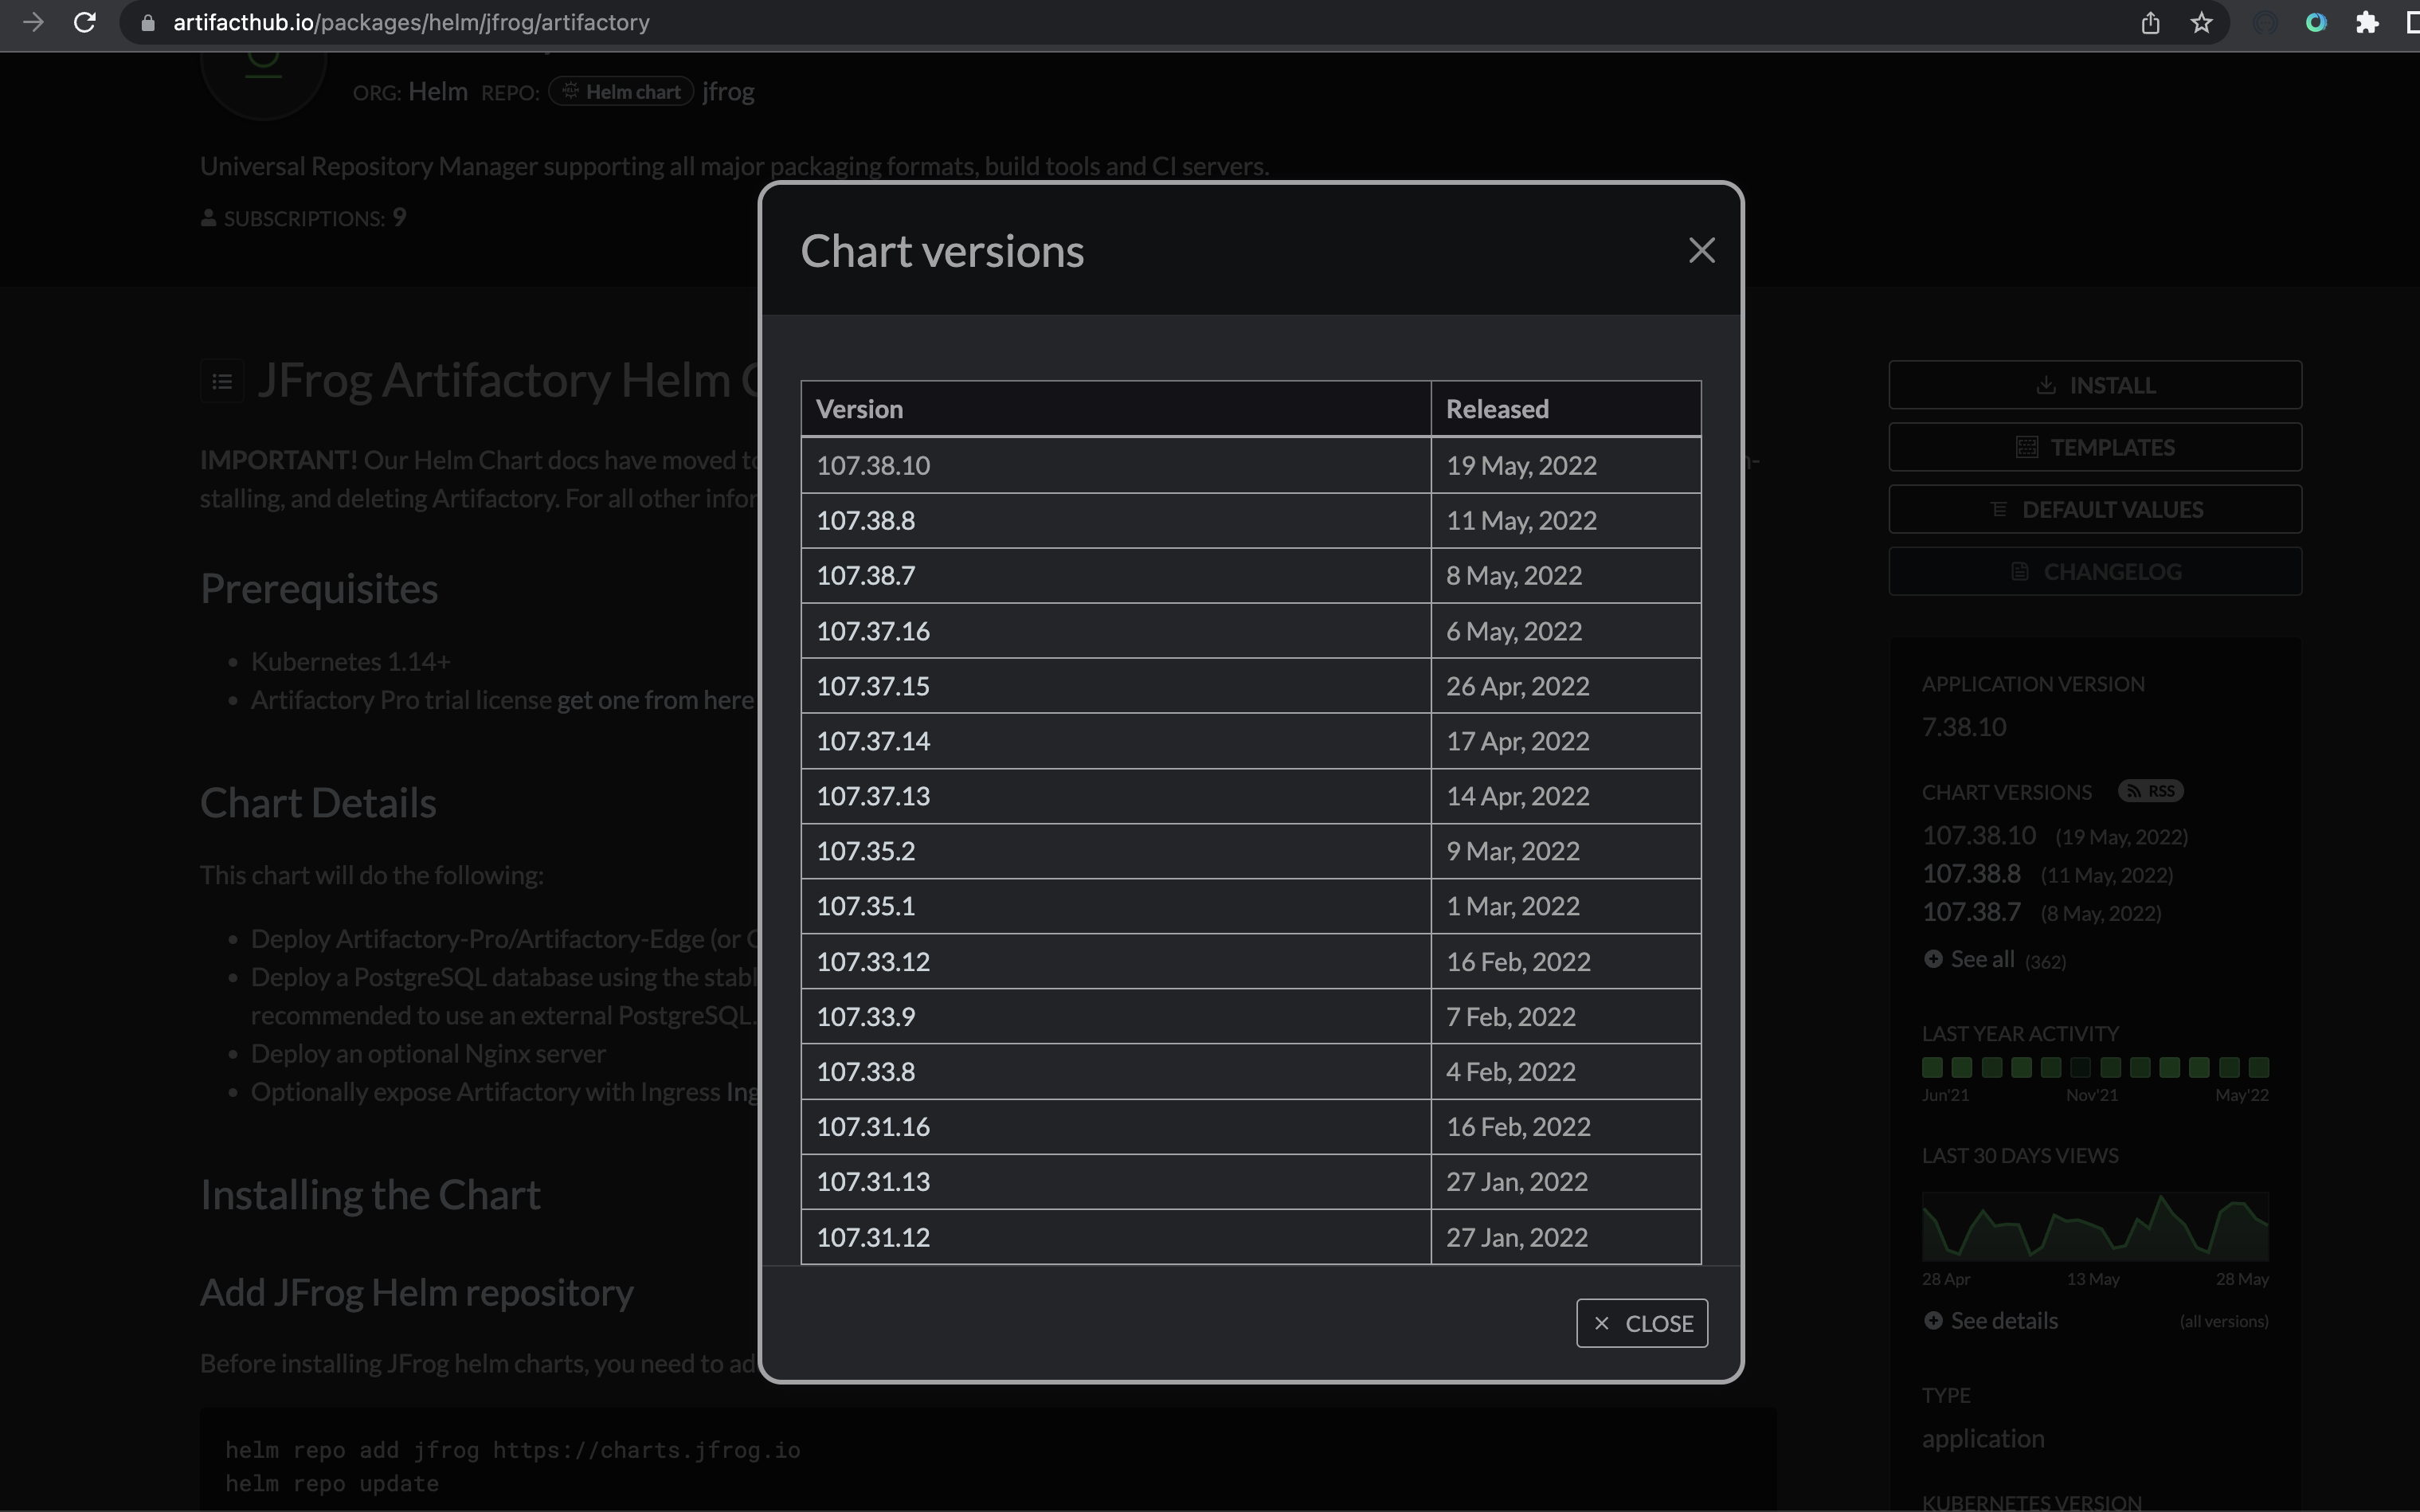 artifacthub.io/packages/helm/jfrog/artifactory
ORG: Helm REPO: Helm chart jfrog
Universal Repository Manager supporting all major packaging formats, build tools and CI servers.
SUBSCRIPTIONS: 9
Chart versions
Version Released
107.38.10 19 May, 2022
107.38.8 11 May, 2022
107.38.7 8 May, 2022
107.37.16 6 May, 2022
107.37.15 26 Apr, 2022
107.37.14 17 Apr, 2022
107.37.13 14 Apr, 2022
107.35.2 9 Mar, 2022
107.35.1 1 Mar, 2022
107.33.12 16 Feb, 2022
107.33.9 7 Feb, 2022
107.33.8 4 Feb, 2022
107.31.16 16 Feb, 2022
107.31.13 27 Jan, 2022
107.31.12 27 Jan, 2022
CLOSE
JFrog Artifactory Helm
IMPORTANT! Our Helm Chart docs have moved to
stalling, and deleting Artifactory. For all other infor
Prerequisites
Kubernetes 1.14+
Artifactory Pro trial license get one from here
Chart Details
This chart will do the following:
Deploy Artifactory-Pro/Artifactory-Edge (or
Deploy a PostgreSQL database using the stabl
recommended to use an external PostgreSQL.
Deploy an optional Nginx server
Optionally expose Artifactory with Ingress Ing
Installing the Chart
Add JFrog Helm repository
Before installing JFrog helm charts, you need to ad
helm repo add jfrog https://charts.jfrog.io
helm repo update
INSTALL
TEMPLATES
DEFAULT VALUES
CHANGELOG
APPLICATION VERSION
7.38.10
CHART VERSIONS RSS
107.38.10 (19 May, 2022)
107.38.8 (11 May, 2022)
107.38.7 (8 May, 2022)
See all (362)
LAST YEAR ACTIVITY
Jun'21 Nov'21 May'22
LAST 30 DAYS VIEWS
28 Apr 13 May 28 May
See details (all versions)
TYPE
application
KUBERNETES VERSION